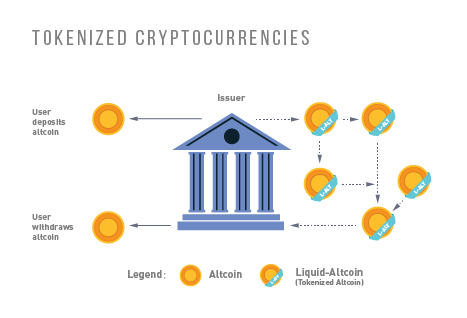 TOKENIZED CRYPTOCURRENCIES
Issuer
User
deposits
altcoin
L-ALT
L-ALT
L-ALT
L-ALT
User
withdraws
altcoin
L-ALT
Legend:
Altcoin
L-ALT
Liquid-Altcoin
(Tokenized Altcoin)